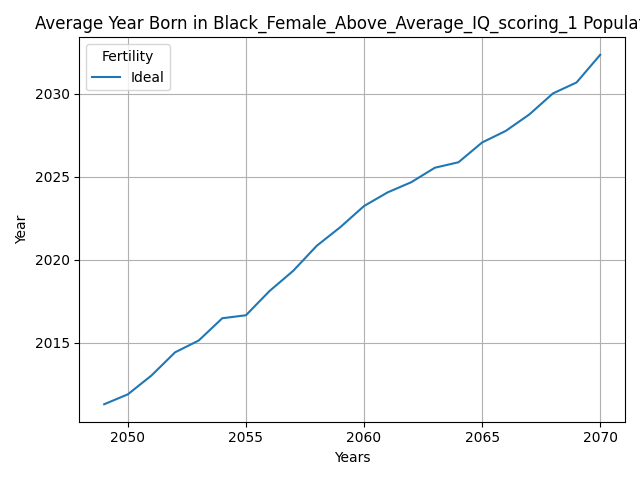 Average Year Born in Black_Female_Above_Average_IQ_scoring_1 Populat
Fertility
Ideal
2030
2025
2020
2015
Year
2050 2055 2060 2065 2070
Years